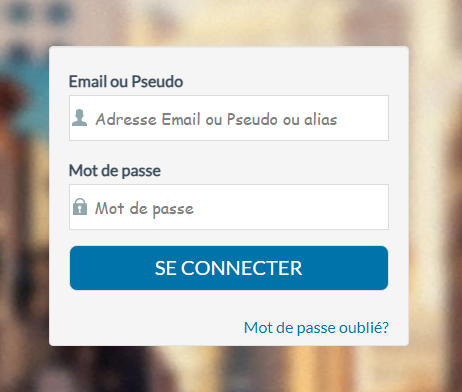 Email ou Pseudo
Adresse Email ou Pseudo ou alias
Mot de passe
Mot de passe
SE CONNECTER
Mot de passe oublié?